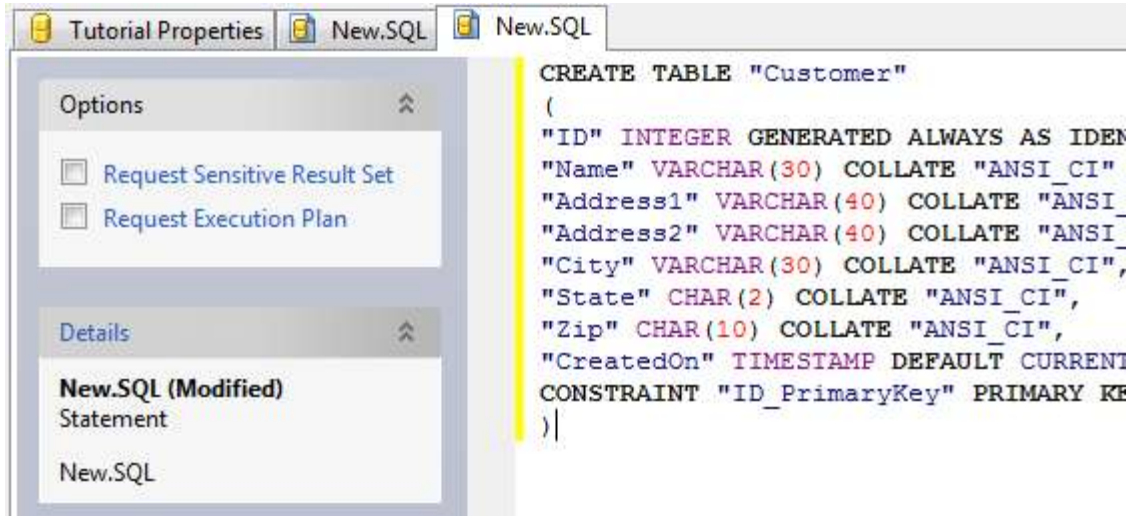 Tutorial Properties New.SQL New.SQL
Options
Request Sensitive Result Set
Request Execution Plan
Details
New.SQL (Modified)
Statement
New.SQL
CREATE TABLE "Customer"
(
"ID" INTEGER GENERATED ALWAYS AS IDEN
"Name" VARCHAR(30) COLLATE "ANSI_CI"
"Address1" VARCHAR(40) COLLATE "ANSI_
"Address2" VARCHAR(40) COLLATE "ANSI_
"City" VARCHAR(30) COLLATE "ANSI_CI",
"State" CHAR(2) COLLATE "ANSI_CI",
"Zip" CHAR(10) COLLATE "ANSI_CI",
"CreatedOn" TIMESTAMP DEFAULT CURRENT
CONSTRAINT "ID_PrimaryKey" PRIMARY KE
)